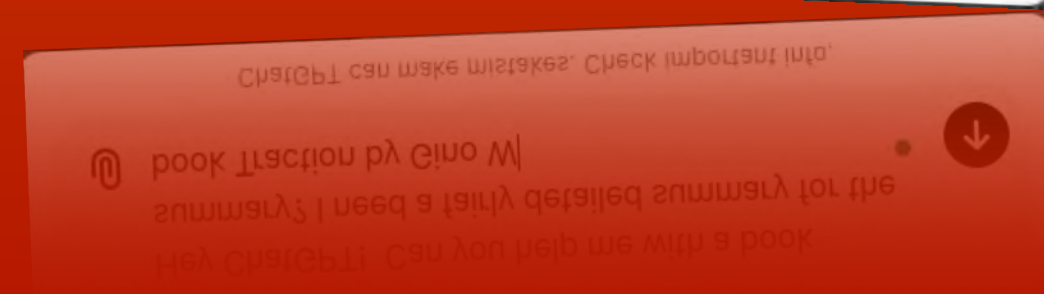 Hey ChatGPT! Can you help me with a book
summary? I need a fairly detailed summary for the
book Traction by Gino W
ChatGPT can make mistakes. Check important info.